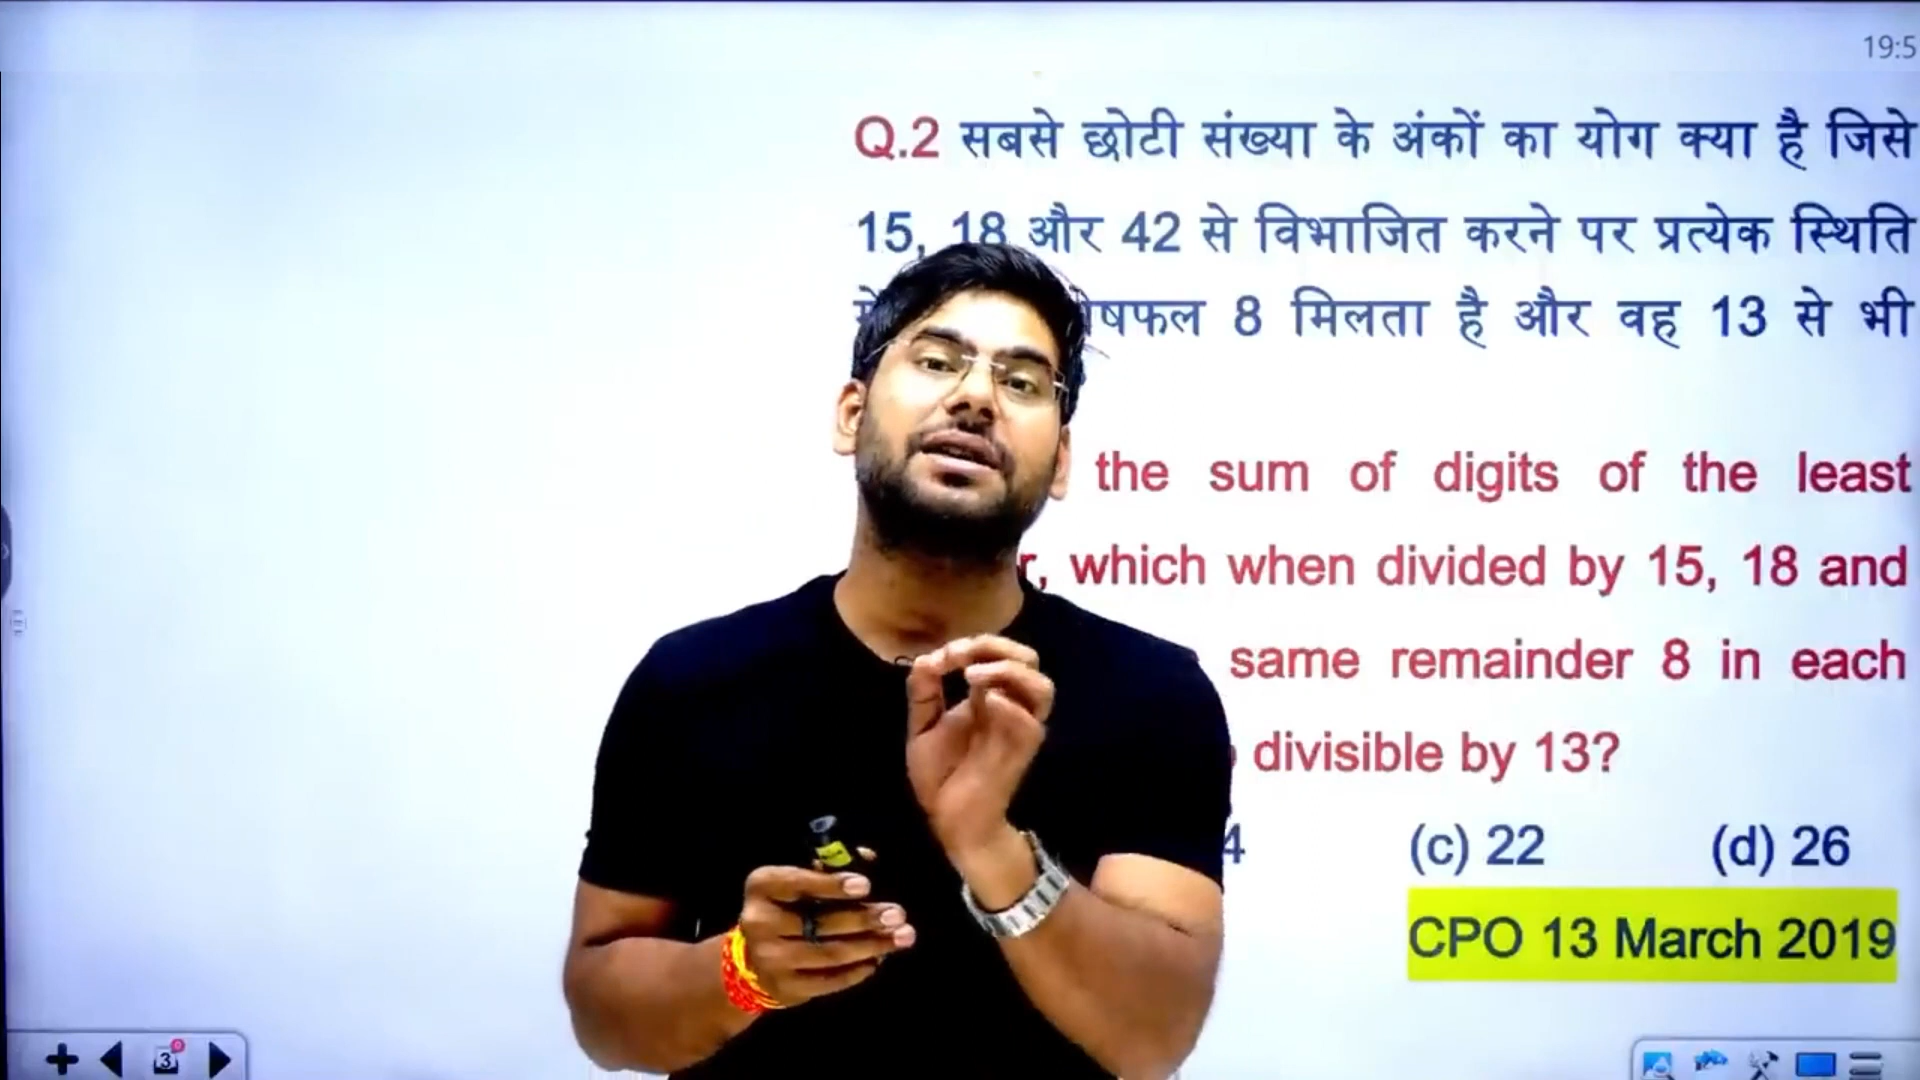 19:5
Q.2 सबसे छोटी संख्या के अंकों का योग क्या है जिसे
15, 18 और 42 से विभाजित करने पर प्रत्येक स्थिति
8 मिलता है और वह 13 से भी
the sum of digits of the least
which when divided by 15, 18 and
same remainder 8 in each
divisible by 13?
(c) 22 (d) 26
CPO 13 March 2019
3